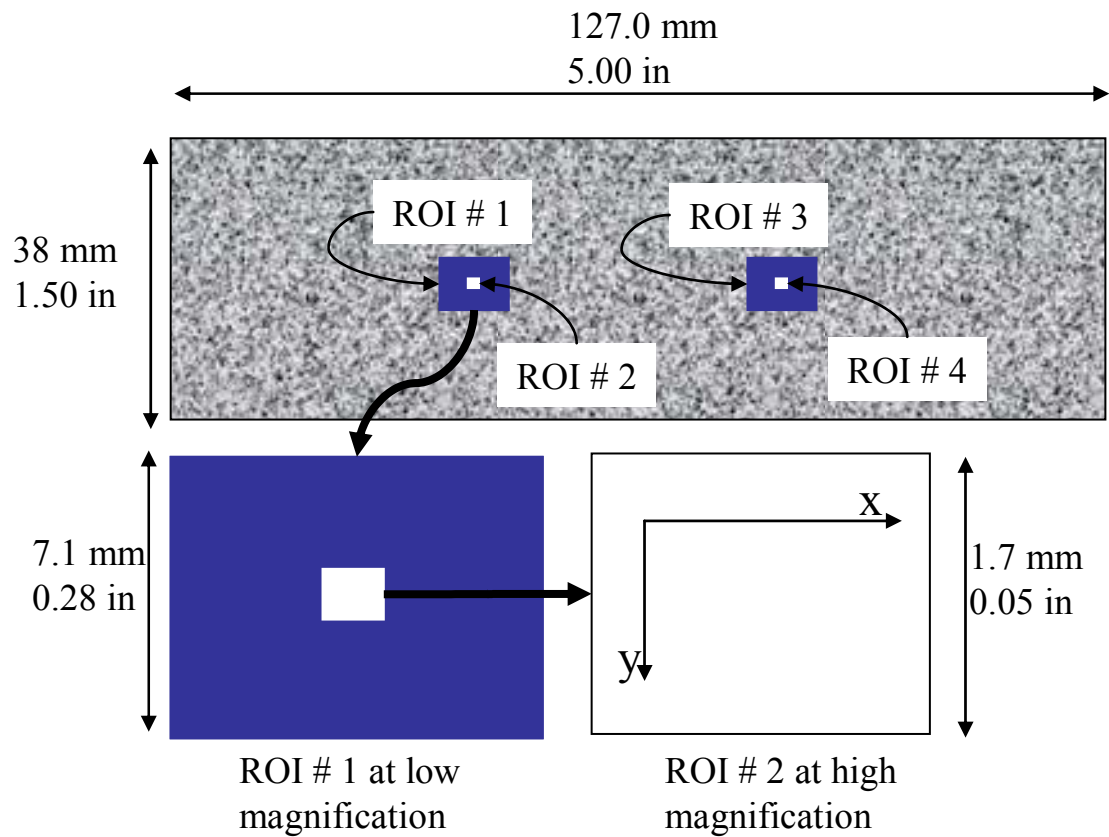 127.0 mm
5.00 in
ROI # 1
ROI # 3
38 mm
1.50 in
ROI # 2
ROI # 4
7.1 mm
0.28 in
x
y
1.7 mm
0.05 in
ROI # 1 at low
magnification
ROI # 2 at high
magnification